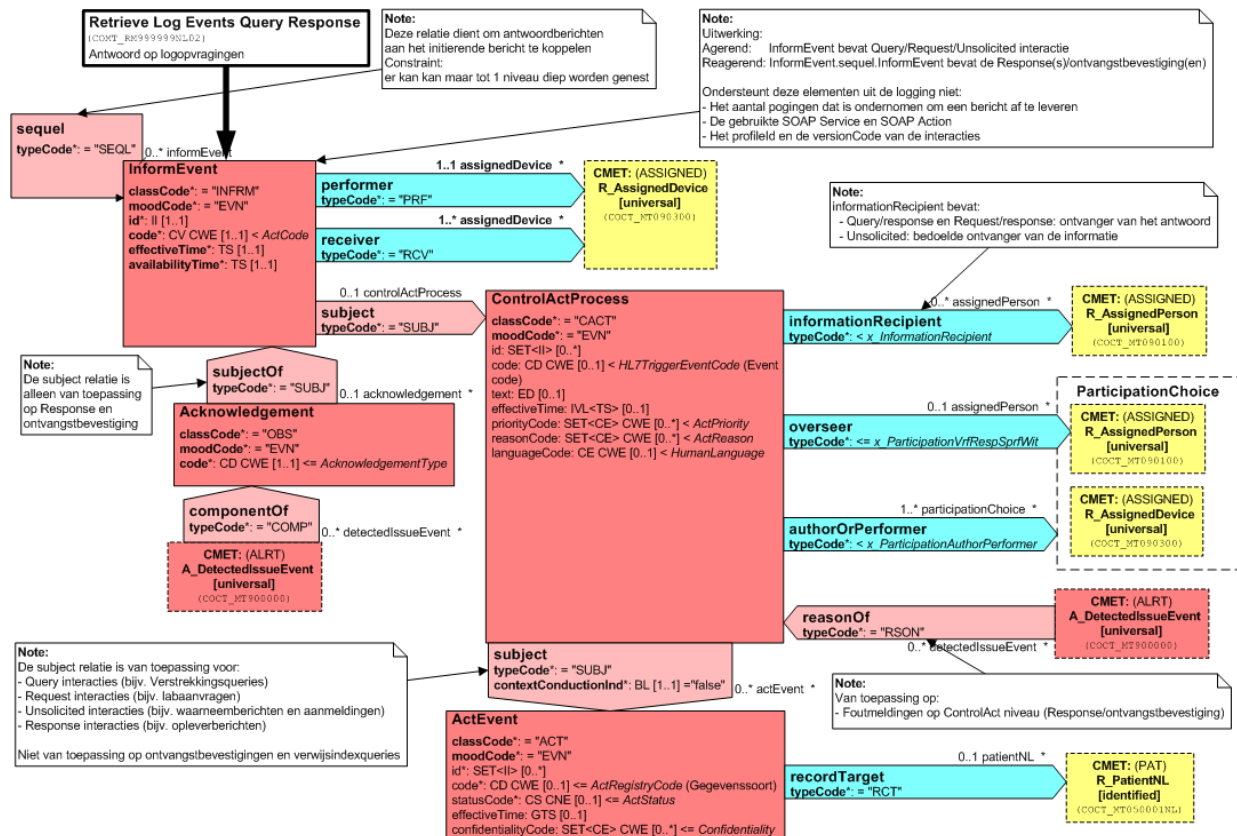 Retrieve Log Events Query Response
(COMT_RM999999NL02)
Antwoord op logopvragingen
Note:
Deze relatie dient om antwoordberichten
aan het initierende bericht te koppelen
Constraint:
er kan kan maar tot 1 niveau diep worden genest
Note:
Uitwerking:
Agerend: InformEvent bevat Query/Request/Unsolicited interactie
Reagerend: InformEvent.sequel.InformEvent bevat de Response(s)/ontvangstbevestiging(en)
Ondersteunt deze elementen uit de logging niet:
- Het aantal pogingen dat is ondernomen om een bericht af te leveren
- De gebruikte SOAP Service en SOAP Action
- Het profileId en de versionCode van de interacties
sequel
typeCode*: = "SEQL"
0..* informEvent
InformEvent
classCode*: = "INFRM"
moodCode*: = "EVN"
id*: II [1..1]
code*: CV CWE [1..1] < ActCode
effectiveTime*: TS [1..1]
availabilityTime*: TS [1..1]
1..1 assignedDevice *
performer
typeCode*: = "PRF"
1..* assignedDevice *
receiver
typeCode*: = "RCV"
CMET: (ASSIGNED)
R_AssignedDevice
[universal]
(COCT_MT090300)
Note:
informationRecipient bevat:
- Query/response en Request/response: ontvanger van het antwoord
- Unsolicited: bedoelde ontvanger van de informatie
0..1 controlActProcess
subject
typeCode*: = "SUBJ"
ControlActProcess
classCode*: = "CACT"
moodCode*: = "EVN"
id: SET<II> [0..*]
code: CD CWE [0..1] < HL7TriggerEventCode (Event
code)
text: ED [0..1]
effectiveTime: IVL<TS> [0..1]
priorityCode: SET<CE> CWE [0..*] < ActPriority
reasonCode: SET<CE> CWE [0..*] < ActReason
languageCode: CE CWE [0..1] < HumanLanguage
0..* assignedPerson *
informationRecipient
typeCode*: < x_InformationRecipient
CMET: (ASSIGNED)
R_AssignedPerson
[universal]
(COCT_MT090100)
Note:
De subject relatie is
alleen van toepassing
op Response en
ontvangstbevestiging
subjectOf
typeCode*: = "SUBJ"
0..1 acknowledgement *
Acknowledgement
classCode*: = "OBS"
moodCode*: = "EVN"
code*: CD CWE [1..1] <= AcknowledgementType
ParticipationChoice
0..1 assignedPerson *
overseer
typeCode*: <= x_ParticipationVrfRespSprfWit
CMET: (ASSIGNED)
R_AssignedPerson
[universal]
(COCT_MT090100)
componentOf
typeCode*: = "COMP"
0..* detectedIssueEvent *
CMET: (ALRT)
A_DetectedIssueEvent
[universal]
(COCT_MT900000)
1..* participationChoice *
authorOrPerformer
typeCode*: < x_ParticipationAuthorPerformer
CMET: (ASSIGNED)
R_AssignedDevice
[universal]
(COCT_MT090300)
reasonOf
typeCode*: = "RSON"
0..* detectedIssueEvent *
CMET: (ALRT)
A_DetectedIssueEvent
[universal]
(COCT_MT900000)
Note:
De subject relatie is van toepassing voor:
- Query interacties (bijv. Verstrekkingsqueries)
- Request interacties (bijv. labaanvragen)
- Unsolicited interacties (bijv. waarneemberichten en aanmeldingen)
- Response interacties (bijv. opleverberichten)
Niet van toepassing op ontvangstbevestigingen en verwijsindexqueries
subject
typeCode*: = "SUBJ"
contextConductionInd*: BL [1..1] ="false"
0..* actEvent *
Note:
Van toepassing op:
- Foutmeldingen op ControlAct niveau (Response/ontvangstbevestiging)
ActEvent
classCode*: = "ACT"
moodCode*: = "EVN"
id*: SET<II> [0..*]
code*: CD CWE [0..1] <= ActRegistryCode (Gegevenssoort)
statusCode*: CS CNE [0..1] <= ActStatus
effectiveTime: GTS [0..1]
confidentialityCode: SET<CE> CWE [0..*] <= Confidentiality
0..1 patientNL *
recordTarget
typeCode*: = "RCT"
CMET: (PAT)
R_PatientNL
[identified]
(COCT_MT050001NL)